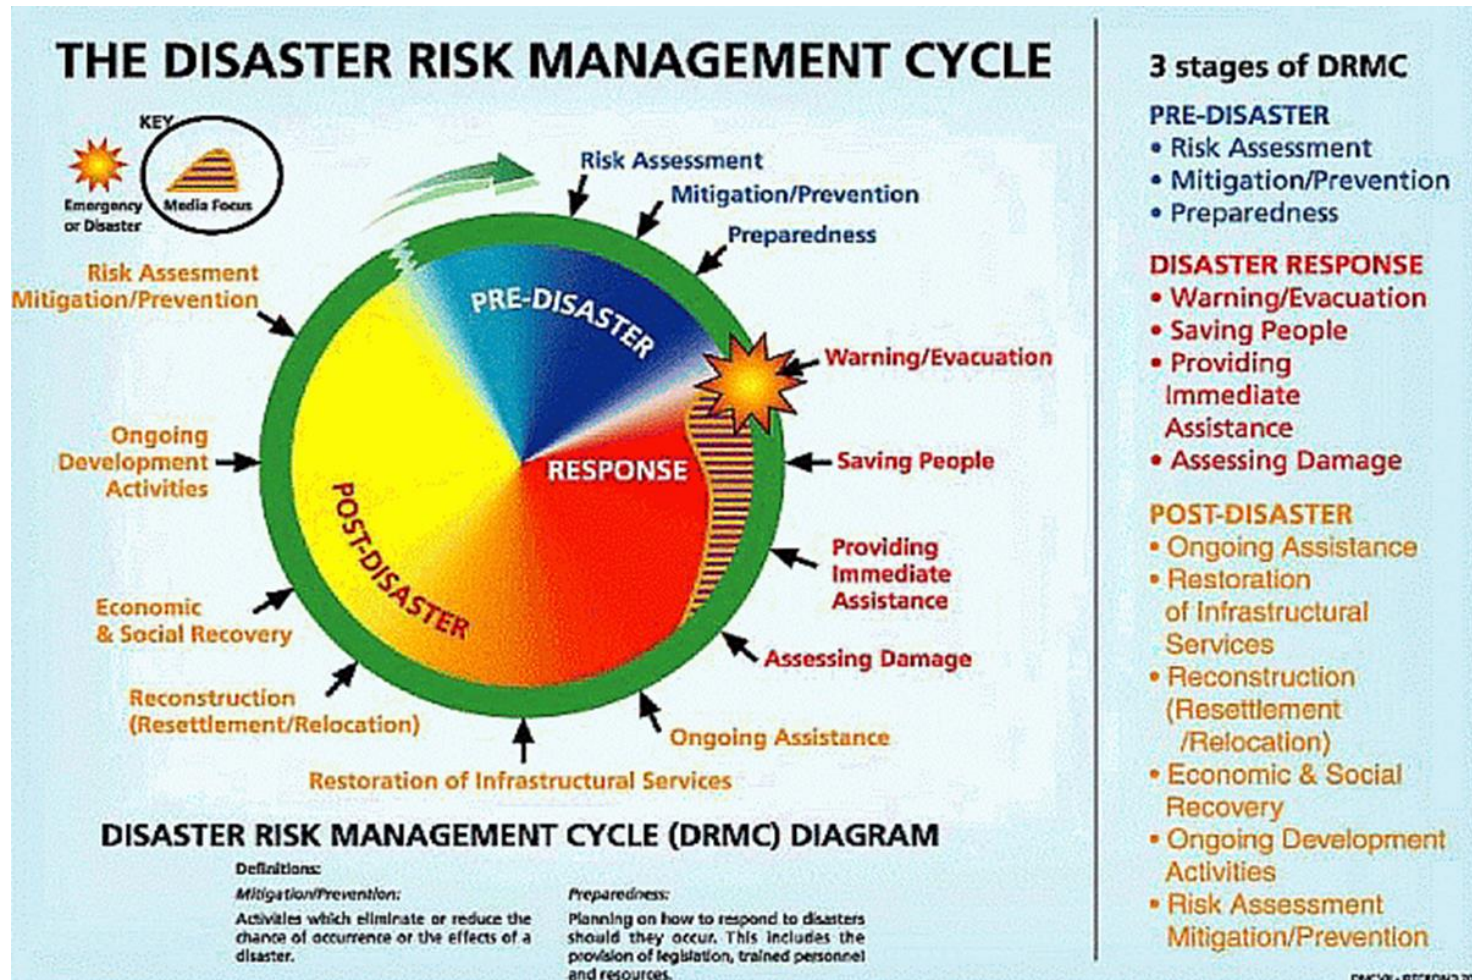 THE DISASTER RISK MANAGEMENT CYCLE
KEY
Emergency
or Disaster
Media Focus
Risk Assessment
Mitigation/Prevention
Preparedness
Risk Assesment
Mitigation/Prevention
PRE-DISASTER
Warning/Evacuation
Ongoing
Development
Activities
RESPONSE
Saving People
POST-DISASTER
Providing
Immediate
Assistance
Economic
& Social Recovery
Assessing Damage
Reconstruction
(Resettlement/Relocation)
Ongoing Assistance
Restoration of Infrastructural Services
DISASTER RISK MANAGEMENT CYCLE (DRMC) DIAGRAM
Definitions:
Mitigation/Prevention:
Activities which eliminate or reduce the
chance of occurrence or the effects of a
disaster.
Preparedness:
Planning on how to respond to disasters
should they occur. This includes the
provision of legislation, trained personnel
and resources.
3 stages of DRMC
PRE-DISASTER
• Risk Assessment
• Mitigation/Prevention
• Preparedness
DISASTER RESPONSE
• Warning/Evacuation
• Saving People
• Providing
Immediate
Assistance
• Assessing Damage
POST-DISASTER
• Ongoing Assistance
• Restoration
of Infrastructural
Services
• Reconstruction
(Resettlement
/Relocation)
• Economic & Social
Recovery
• Ongoing Development
Activities
• Risk Assessment
Mitigation/Prevention